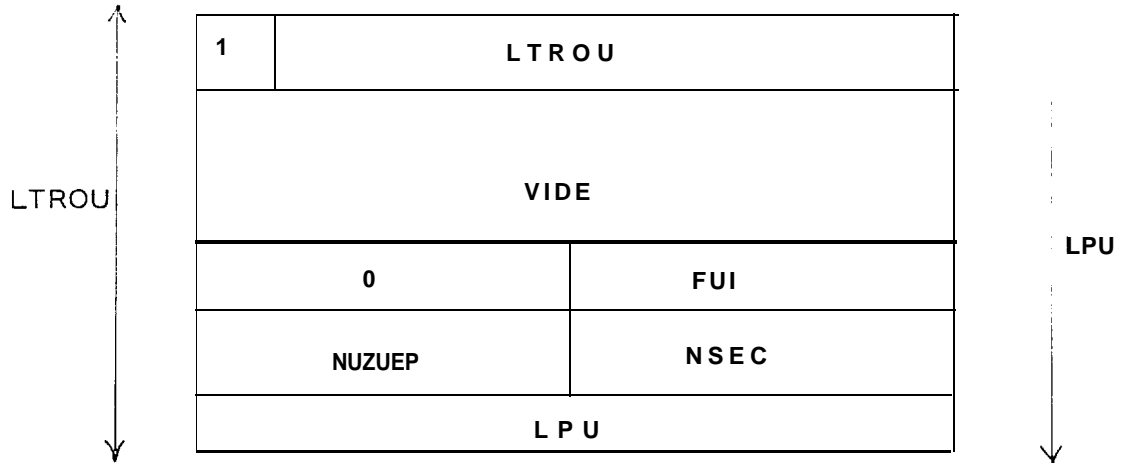 1 LTROU
LTROU
VIDE
LPU
0 FUI
NUZUEP NSEC
LPU